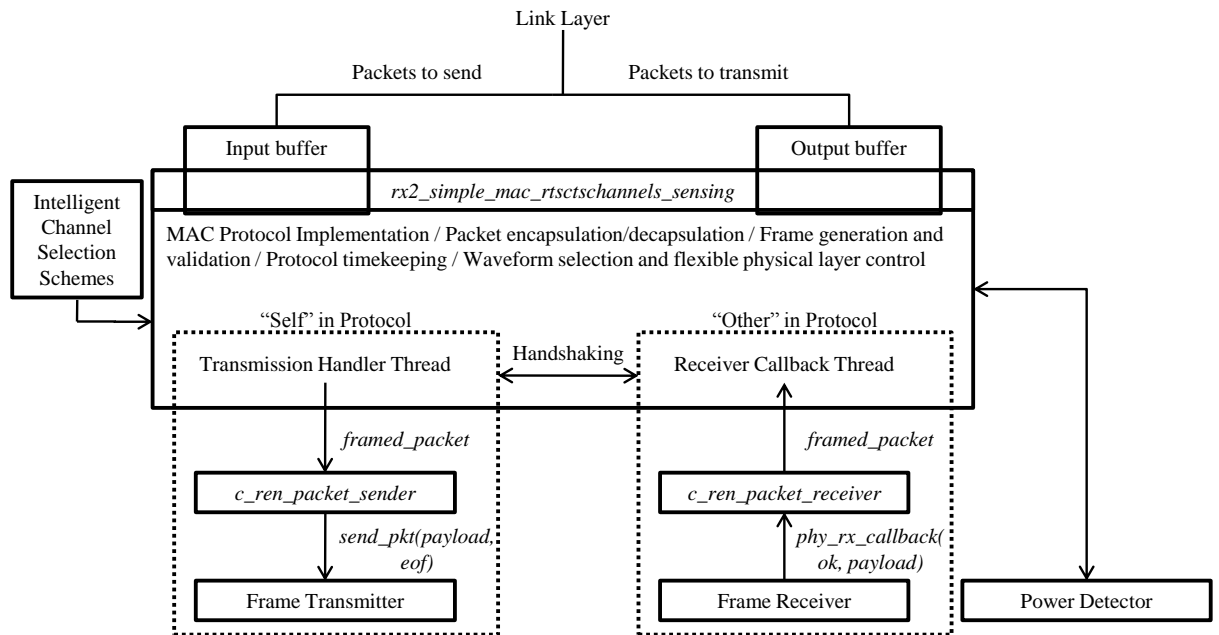 Link Layer
Packets to send
Packets to transmit
Input buffer
Output buffer
rx2_simple_mac_rtsctschannels_sensing
Intelligent
Channel
Selection
Schemes
MAC Protocol Implementation / Packet encapsulation/decapsulation / Frame generation and
validation / Protocol timekeeping / Waveform selection and flexible physical layer control
“Self” in Protocol
“Other” in Protocol
Transmission Handler Thread
Handshaking
Receiver Callback Thread
framed_packet
framed_packet
c_ren_packet_sender
c_ren_packet_receiver
send_pkt(payload,
eof)
phy_rx_callback(
ok, payload)
Frame Transmitter
Frame Receiver
Power Detector